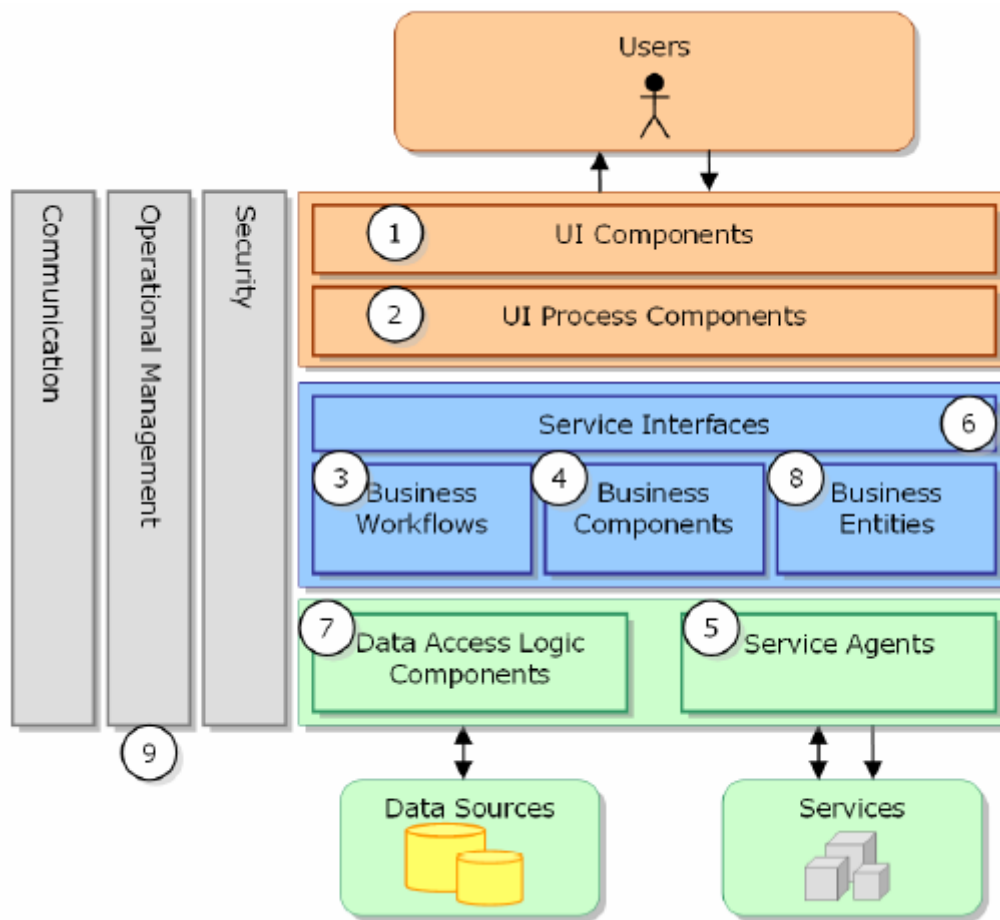 Users
Communication
Operational Management
Security
1
UI Components
2
UI Process Components
Service Interfaces
6
3
Business
Workflows
4
Business
Components
8
Business
Entities
7
Data Access Logic
Components
5
Service Agents
9
Data Sources
Services